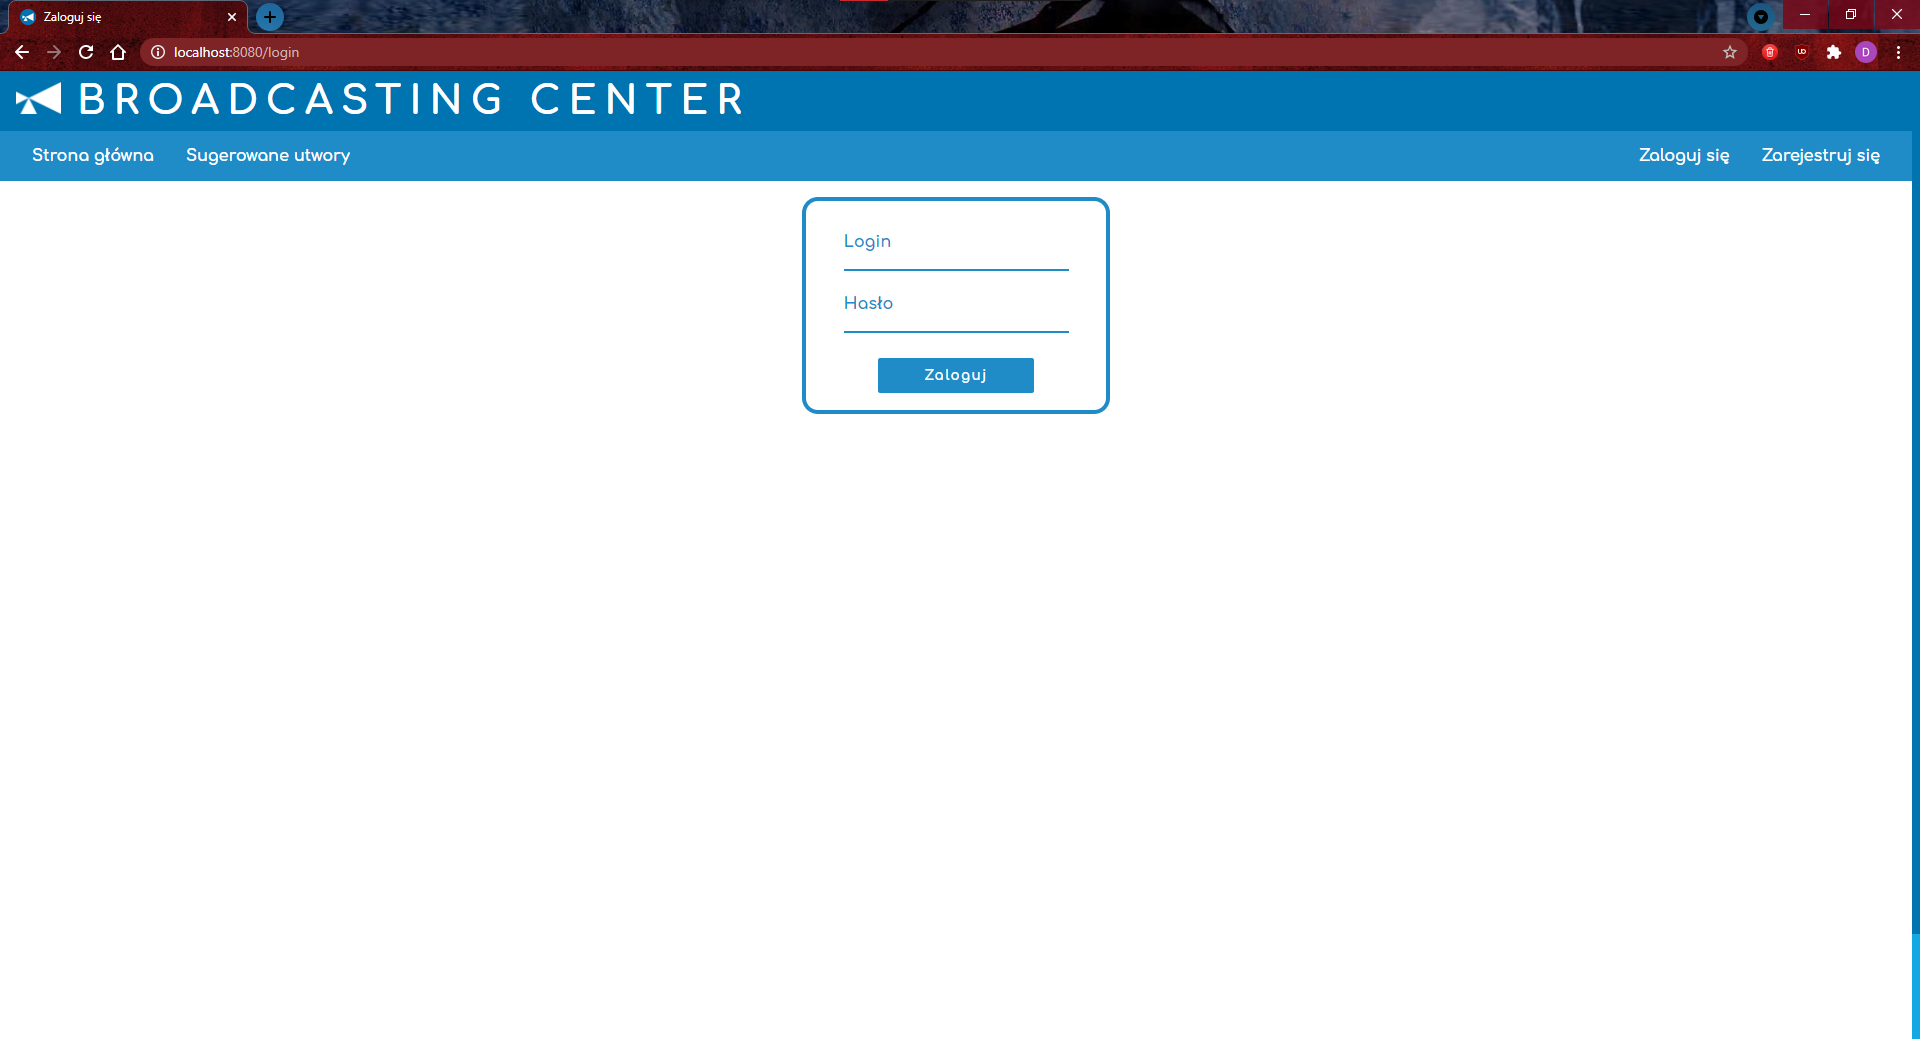 Zaloguj się
localhost:8080/login
D
BROADCASTING CENTER
Strona główna Sugerowane utwory Zaloguj się Zarejestruj się
Login
Hasło
Zaloguj